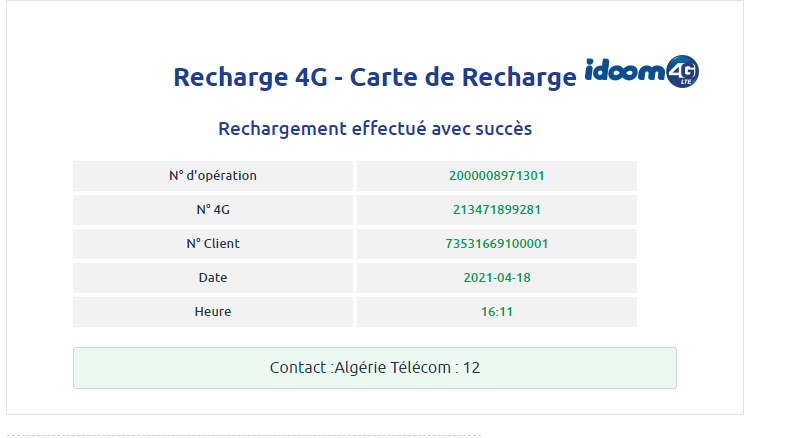 Recharge 4G - Carte de Recharge idoom 4G LTE
Rechargement effectué avec succès
N° d'opération 2000008971301
N° 4G 213471899281
N° Client 73531669100001
Date 2021-04-18
Heure 16:11
Contact :Algérie Télécom : 12